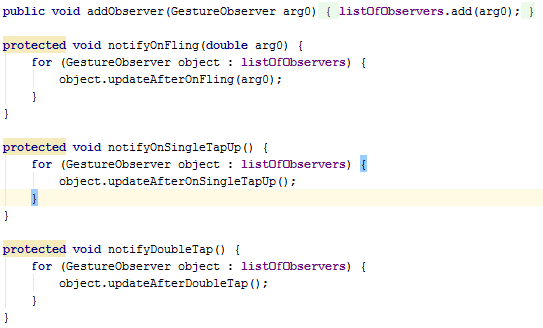 public void addObserver(GestureObserver arg0) { listOfObservers.add(arg0); }
protected void notifyOnFling(double arg0) {
for (GestureObserver object : listOfObservers) {
object.updateAfterOnFling(arg0);
}
}
protected void notifyOnSingleTapUp() {
for (GestureObserver object : listOfObservers) {
object.updateAfterOnSingleTapUp();
}
}
protected void notifyDoubleTap() {
for (GestureObserver object : listOfObservers) {
object.updateAfterDoubleTap();
}
}